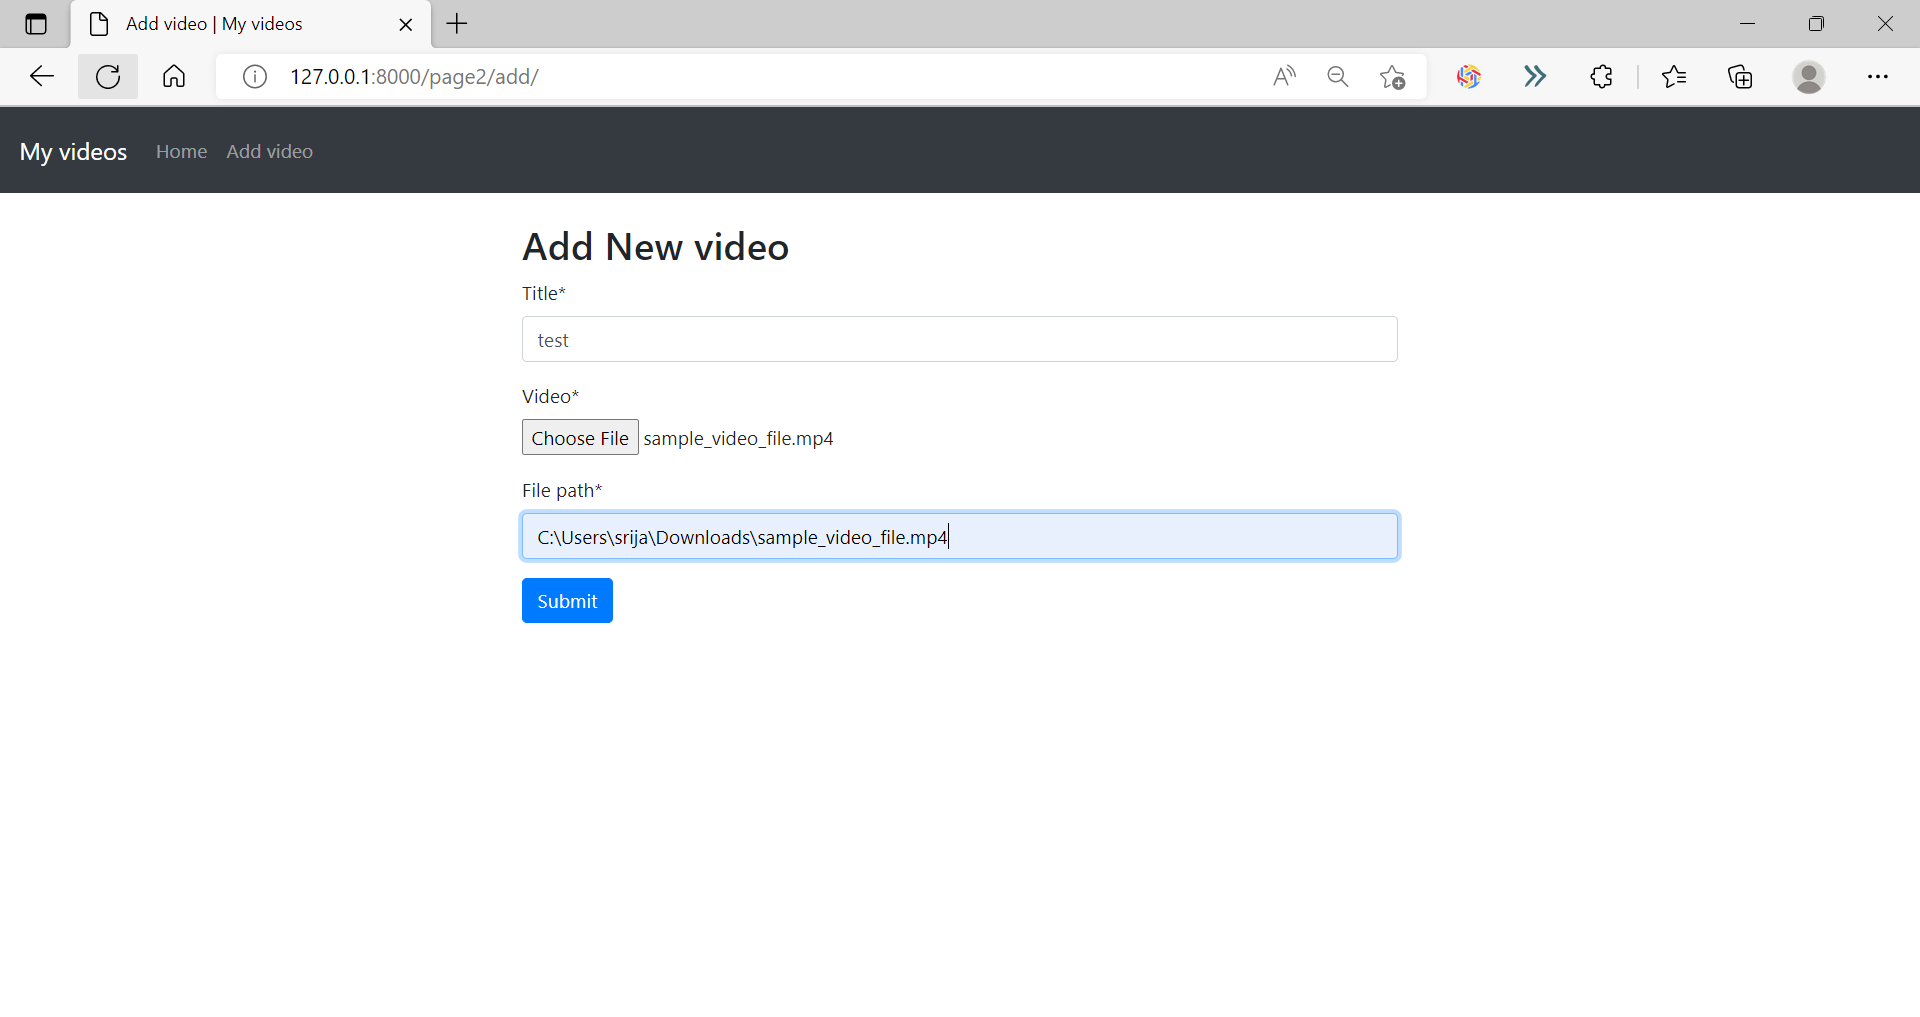 Add video | My videos
127.0.0.1:8000/page2/add/
My videos Home Add video
Add New video
Title*
test
Video*
Choose File sample_video_file.mp4
File path*
C:\Users\srija\Downloads\sample_video_file.mp4
Submit